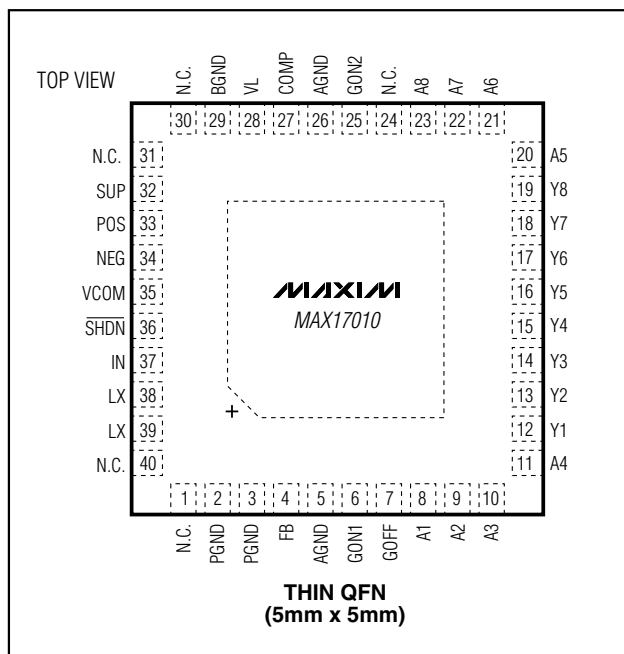 TOP VIEW
N.C. BGND VL COMP AGND GON2 N.C. A8 A7 A6
30 29 28 27 26 25 24 23 22 21
N.C. 31 20 A5
SUP 32 19 Y8
POS 33 18 Y7
NEG 34 17 Y6
VCOM 35 16 Y5
MAXIM
SHDN 36 15 Y4
MAX17010
IN 37 14 Y3
LX 38 13 Y2
LX 39 12 Y1
+
N.C. 40 11 A4
1 2 3 4 5 6 7 8 9 10
N.C. PGND PGND FB AGND GON1 GOFF A1 A2 A3
THIN QFN
(5mm x 5mm)